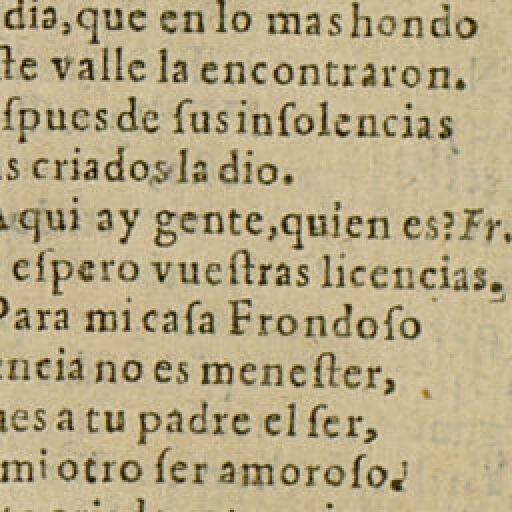 dia,que en lo mas hondo
ſte valle la encontraron.
ſpues de ſus inſolencias
s criados la dio.
Aqui ay gente,quien es?Fr.
eſpero vueſtras licencias.
Para mi caſa Frondoſo
encia no es meneſter,
ues a tu padre el ſer,
mi otro ſer amoroſo.